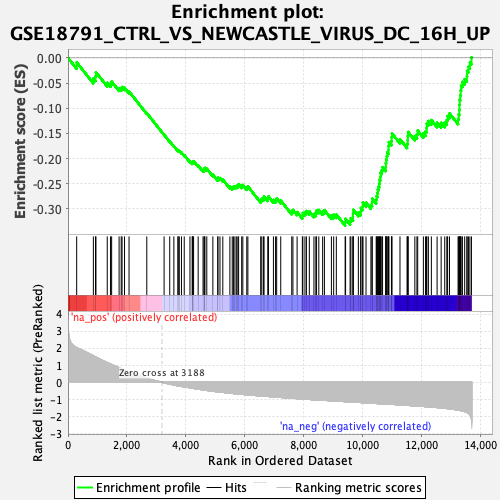 Enrichment plot:
GSE18791_CTRL_VS_NEWCASTLE_VIRUS_DC_16H_UP
Enrichment score (ES)
0.00
-0.05
-0.10
-0.15
-0.20
-0.25
-0.30
'na_pos' (positively correlated)
Ranked list metric (PreRanked)
4
3
2
1
0
-1
-2
-3
Zero cross at 3188
'na_neg' (negatively correlated)
0
2,000
4,000
6,000
8,000
10,000
12,000
14,000
Rank in Ordered Dataset
Enrichment profile
Hits
Ranking metric scores